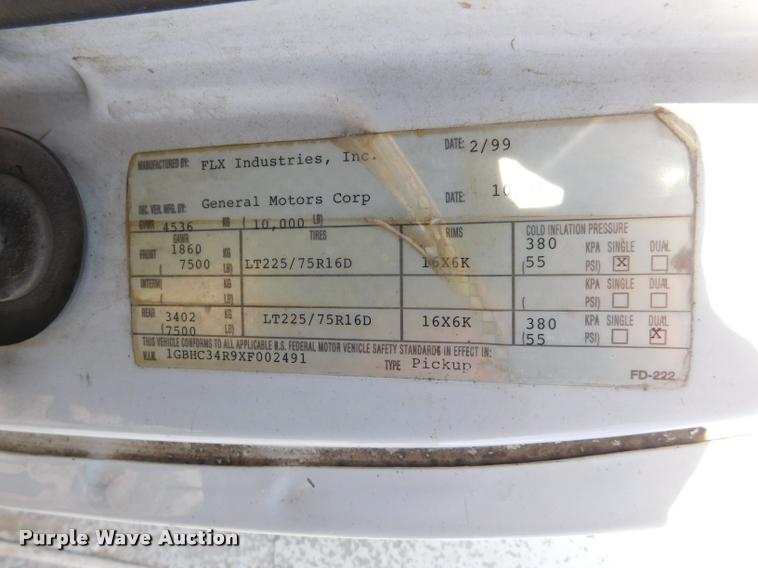 MANUFACTURED BY: FLX Industries, Inc. DATE: 2/99
INC. VEH. MFG. BY: General Motors Corp DATE: 10
GVWR 4536 KG (10,000 LB)
GAWR TIRES RIMS COLD INFLATION PRESSURE
FRONT 1860 KG 380 KPA SINGLE DUAL
(7500 LB) LT225/75R16D 16X6K (55 PSI) X
INTERM KG KPA SINGLE DUAL
( LB) ( PSI)
REAR 3402 KG LT225/75R16D 16X6K 380 KPA SINGLE DUAL
(7500 LB) (55 PSI) X
THIS VEHICLE CONFORMS TO ALL APPLICABLE U.S. FEDERAL MOTOR VEHICLE SAFETY STANDARDS IN EFFECT IN:
V.I.N. 1GBHC34R9XF002491 TYPE Pickup
FD-222
Purple Wave Auction